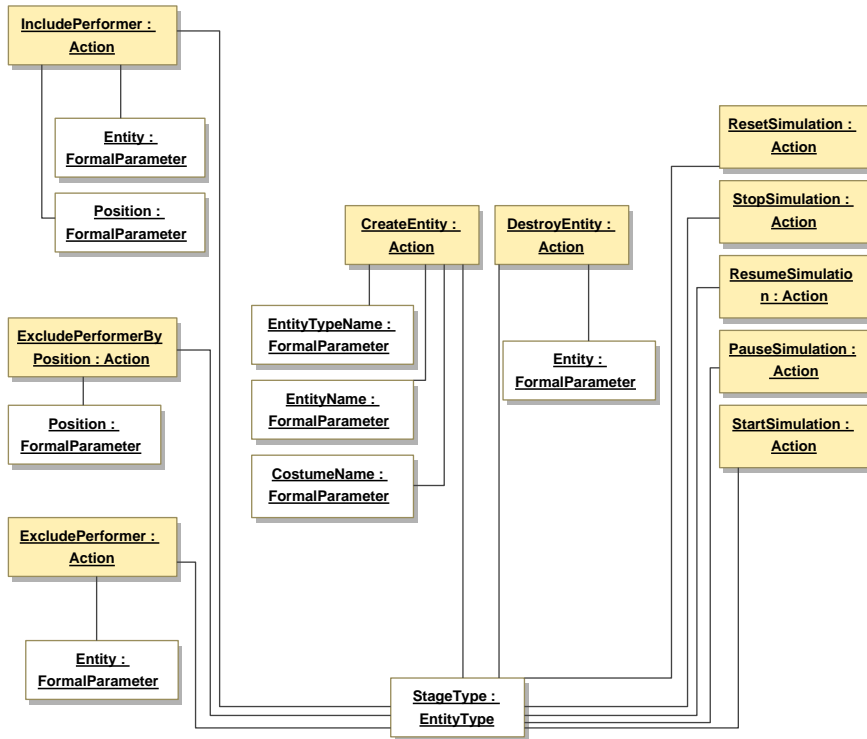 IncludePerformer :
Action
Entity :
FormalParameter
Position :
FormalParameter
ExcludePerformerBy
Position : Action
Position :
FormalParameter
ExcludePerformer :
Action
Entity :
FormalParameter
CreateEntity :
Action
EntityTypeName :
FormalParameter
EntityName :
FormalParameter
CostumeName :
FormalParameter
DestroyEntity :
Action
Entity :
FormalParameter
StageType :
EntityType
ResetSimulation :
Action
StopSimulation :
Action
ResumeSimulatio
n : Action
PauseSimulation :
Action
StartSimulation :
Action